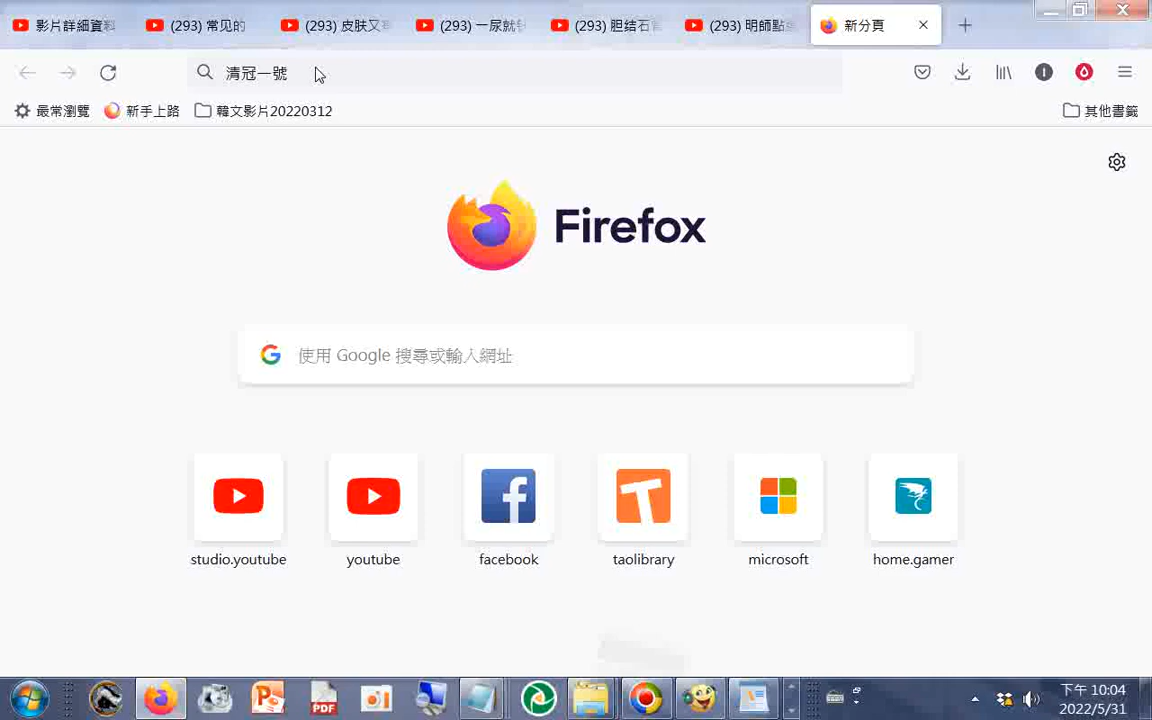 影片詳細資料
(293) 常见的
(293) 皮肤又
(293) 一尿就
(293) 胆结石
(293) 明師點
新分頁
清冠一號
最常瀏覽
新手上路
韓文影片20220312
其他書籤
Firefox
使用 Google 搜尋或輸入網址
studio.youtube
youtube
facebook
taolibrary
microsoft
home.gamer
PDF
下午 10:04
2022/5/31